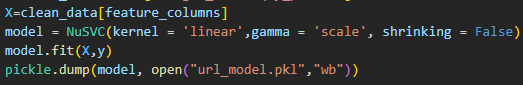 X=clean_data[feature_columns]
model = NuSVC(kernel = 'linear',gamma = 'scale', shrinking = False)
model.fit(X,y)
pickle.dump(model, open("url_model.pkl","wb"))